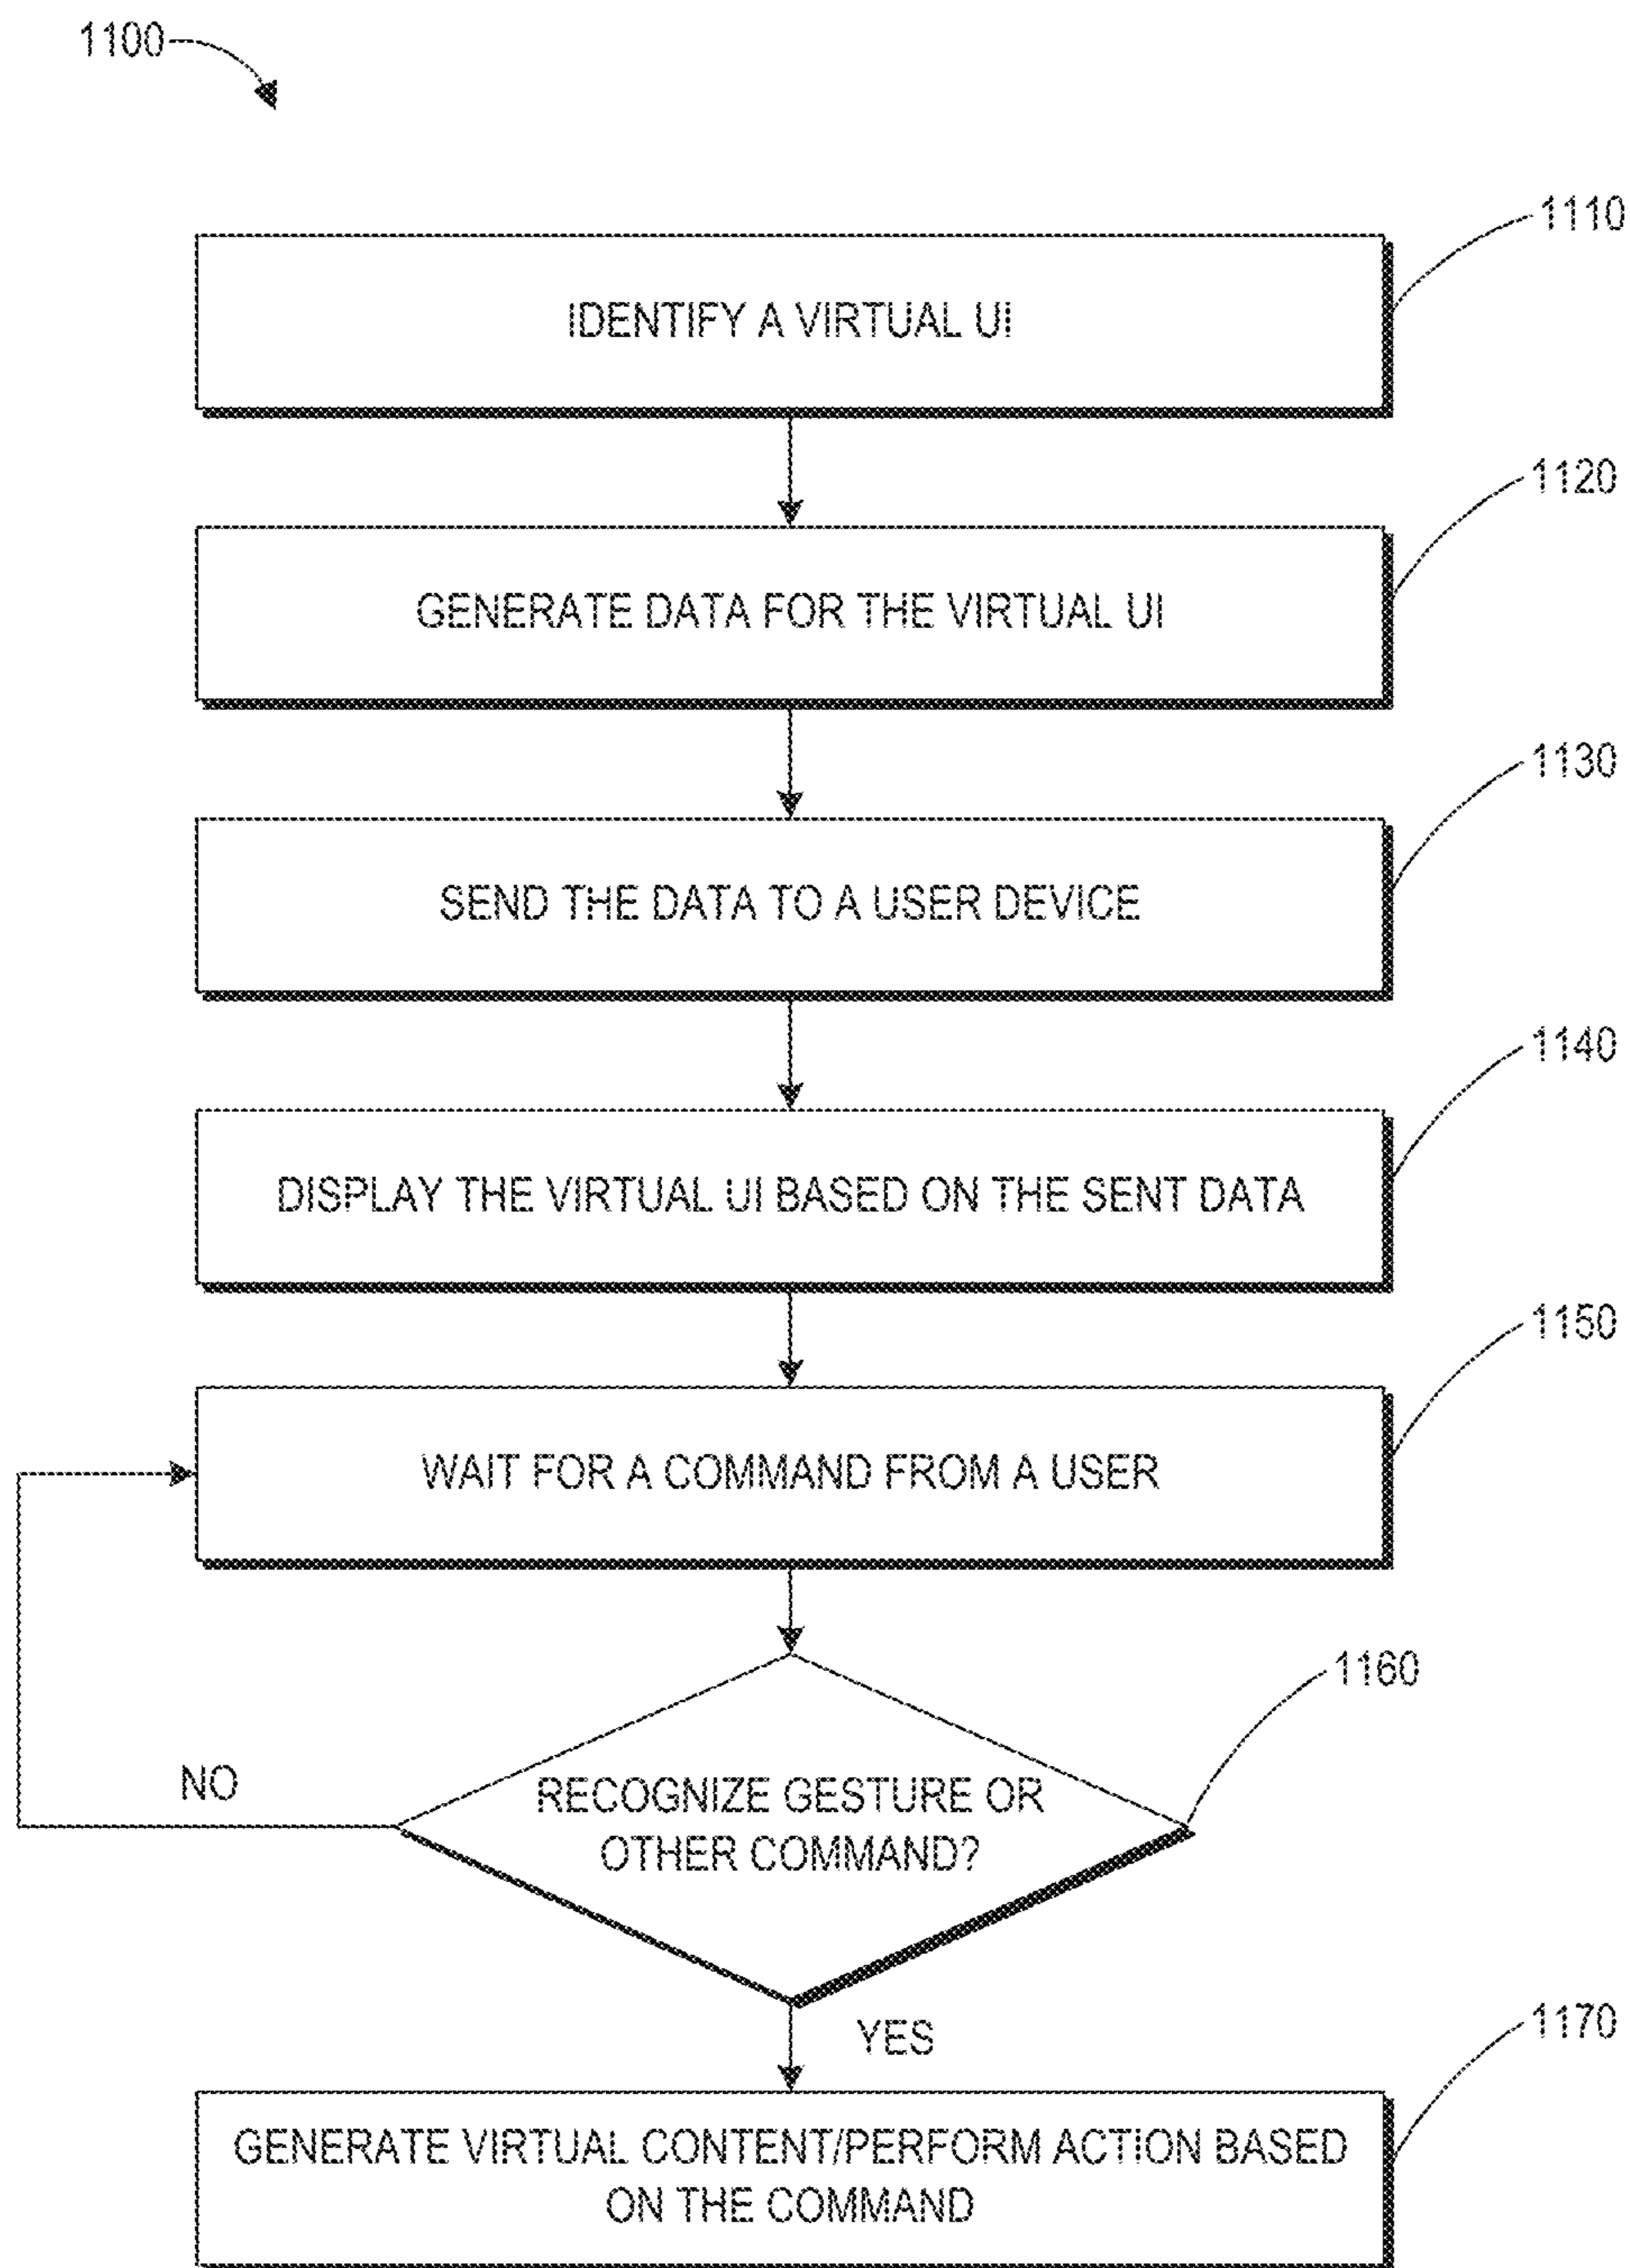 1100
1110
IDENTIFY A VIRTUAL UI
1120
GENERATE DATA FOR THE VIRTUAL UI
1130
SEND THE DATA TO A USER DEVICE
1140
DISPLAY THE VIRTUAL UI BASED ON THE SENT DATA
1150
WAIT FOR A COMMAND FROM A USER
1160
NO
RECOGNIZE GESTURE OR
OTHER COMMAND?
YES
1170
GENERATE VIRTUAL CONTENT/PERFORM ACTION BASED
ON THE COMMAND